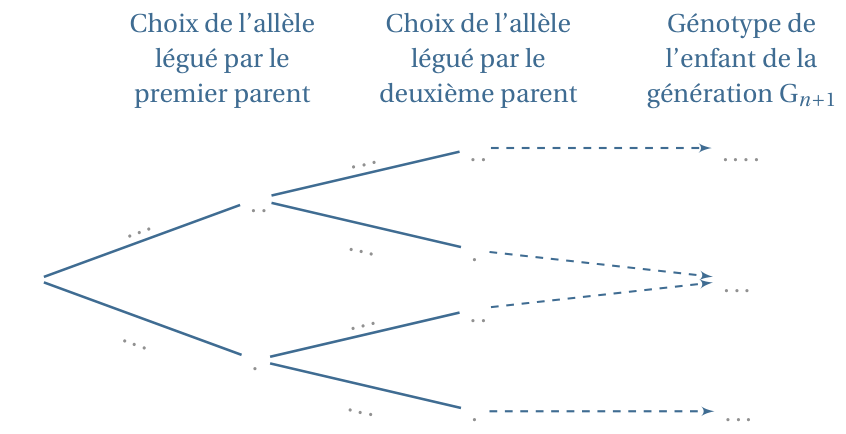 Choix de l'allèle
légué par le
premier parent
Choix de l'allèle
légué par le
deuxième parent
Génotype de
l'enfant de la
génération Gₙ₊₁
... 
..
...
..
....
...
.
...
.
...
..
...
...
.
...